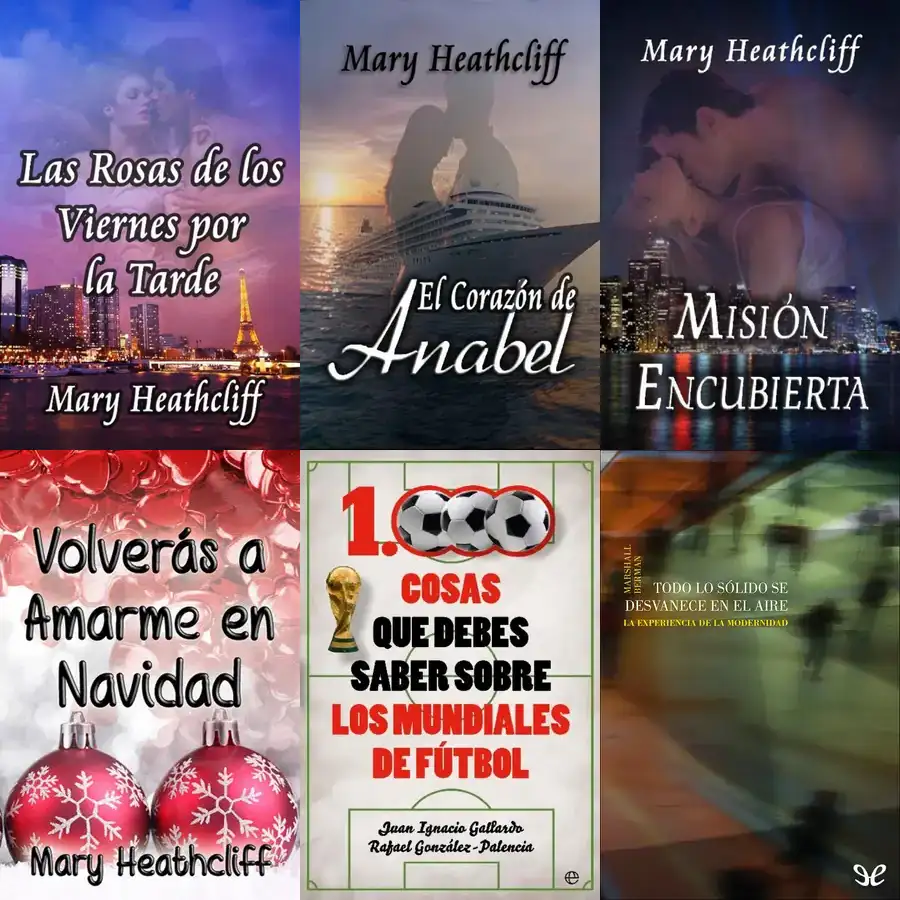 Las Rosas de los
Viernes por
la Tarde
Mary Heathcliff
Mary Heathcliff
El Corazón de
Anabel
Mary Heathcliff
MISIÓN
ENCUBIERTA
Volverás a
Amarme en
Navidad
Mary Heathcliff
1.000
COSAS
QUE DEBES
SABER SOBRE
LOS MUNDIALES
DE FÚTBOL
Juan Ignacio Gallardo
Rafael González-Palencia
e
MARSHALL
BERMAN
TODO LO SÓLIDO SE
DESVANECE EN EL AIRE
LA EXPERIENCIA DE LA MODERNIDAD